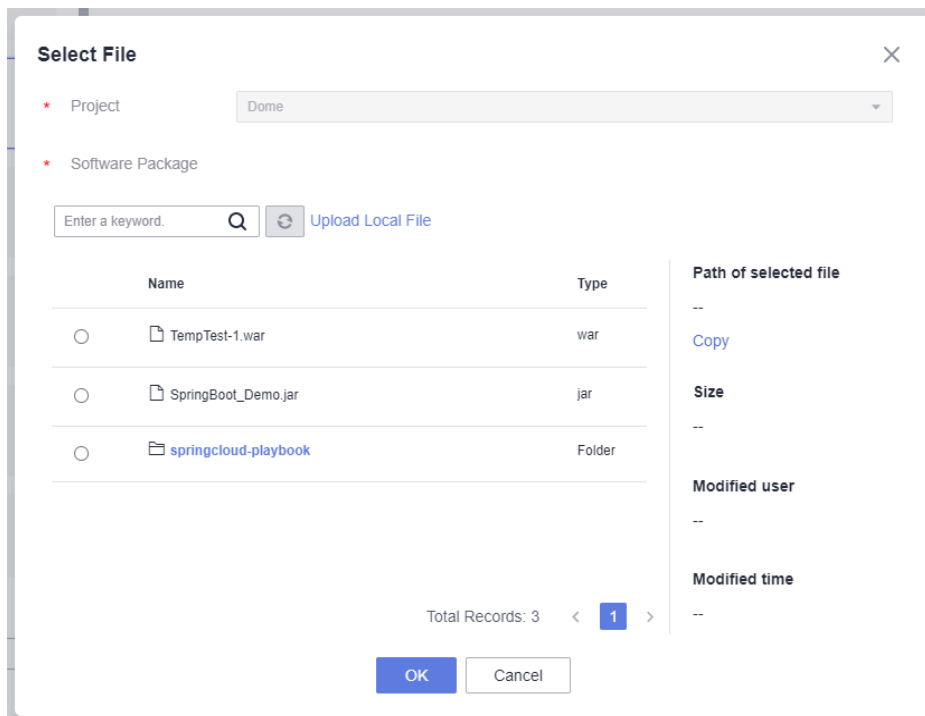 Select File
* Project
Dome
* Software Package
Enter a keyword.
Upload Local File
Name Type
TempTest-1.war war
SpringBoot_Demo.jar jar
springcloud-playbook Folder
Total Records: 3 < 1 >
Path of selected file
--
Copy
Size
--
Modified user
--
Modified time
--
OK Cancel